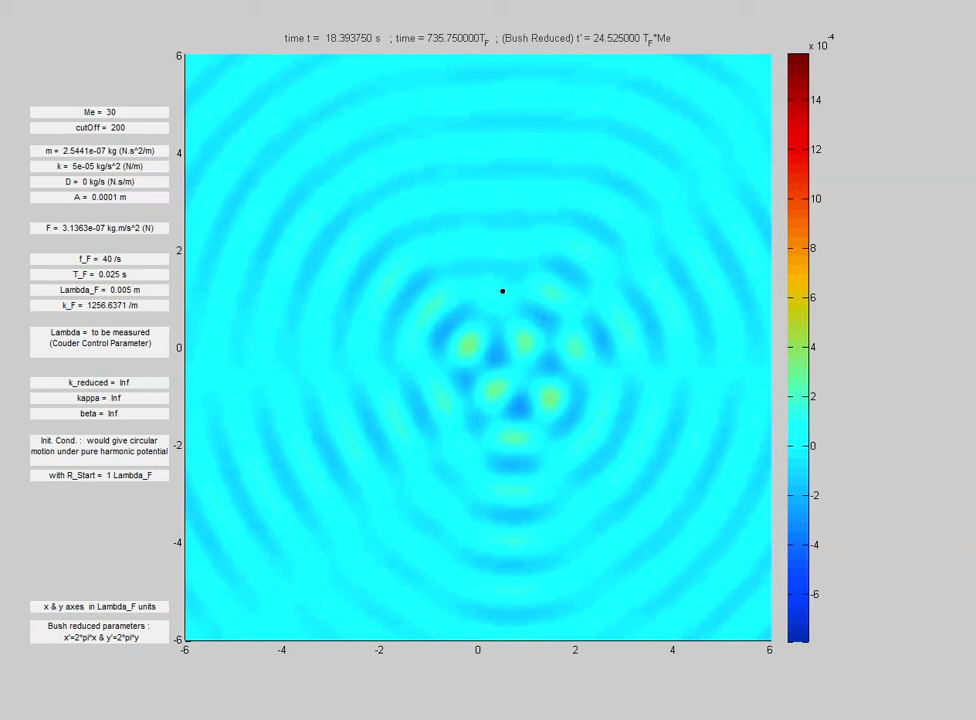 time t = 18.393750 s ; time = 735.750000T_F ; (Bush Reduced) t' = 24.525000 T_F*Me
x 10^-4
Me = 30
cutOff = 200
m = 2.5441e-07 kg (N.s^2/m)
k = 5e-05 kg/s^2 (N/m)
D = 0 kg/s (N.s/m)
A = 0.0001 m
F = 3.1363e-07 kg.m/s^2 (N)
f_F = 40 /s
T_F = 0.025 s
Lambda_F = 0.005 m
k_F = 1256.6371 /m
Lambda = to be measured
(Couder Control Parameter)
k_reduced = Inf
kappa = Inf
beta = Inf
Init. Cond. : would give circular
motion under pure harmonic potential
with R_Start = 1 Lambda_F
x & y axes in Lambda_F units
Bush reduced parameters :
x'=2*pi*x & y'=2*pi*y
6
4
2
0
-2
-4
-6
-6 -4 -2 0 2 4 6
14
12
10
8
6
4
2
0
-2
-4
-6